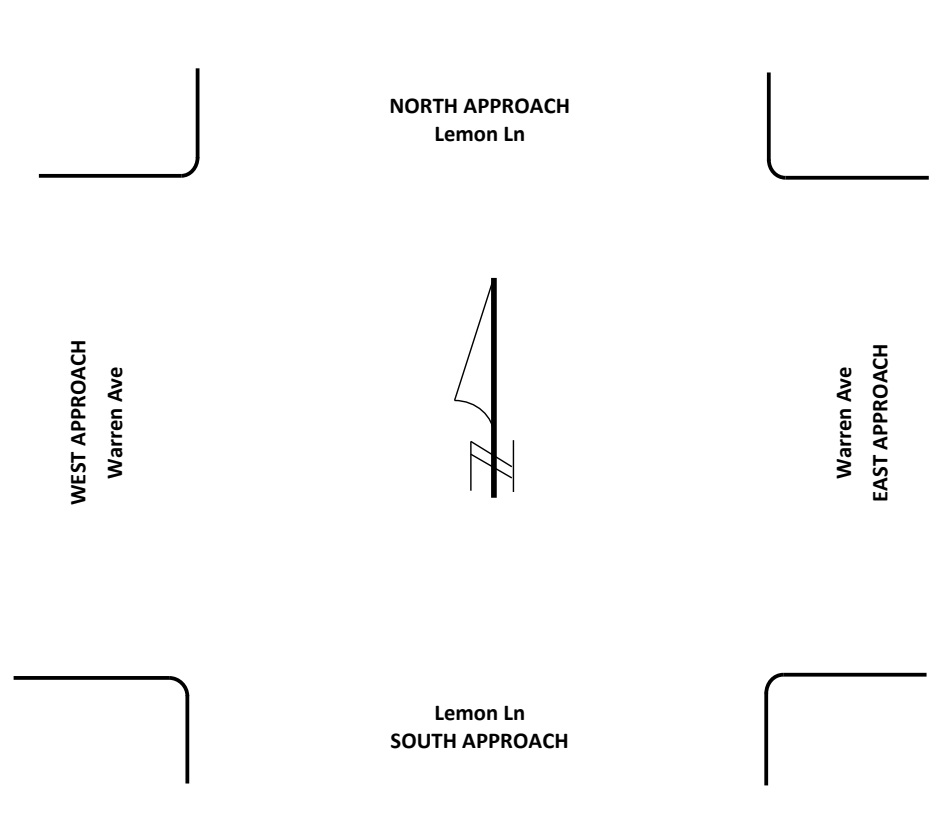 NORTH APPROACH
Lemon Ln
WEST APPROACH
Warren Ave
N
Warren Ave
EAST APPROACH
Lemon Ln
SOUTH APPROACH